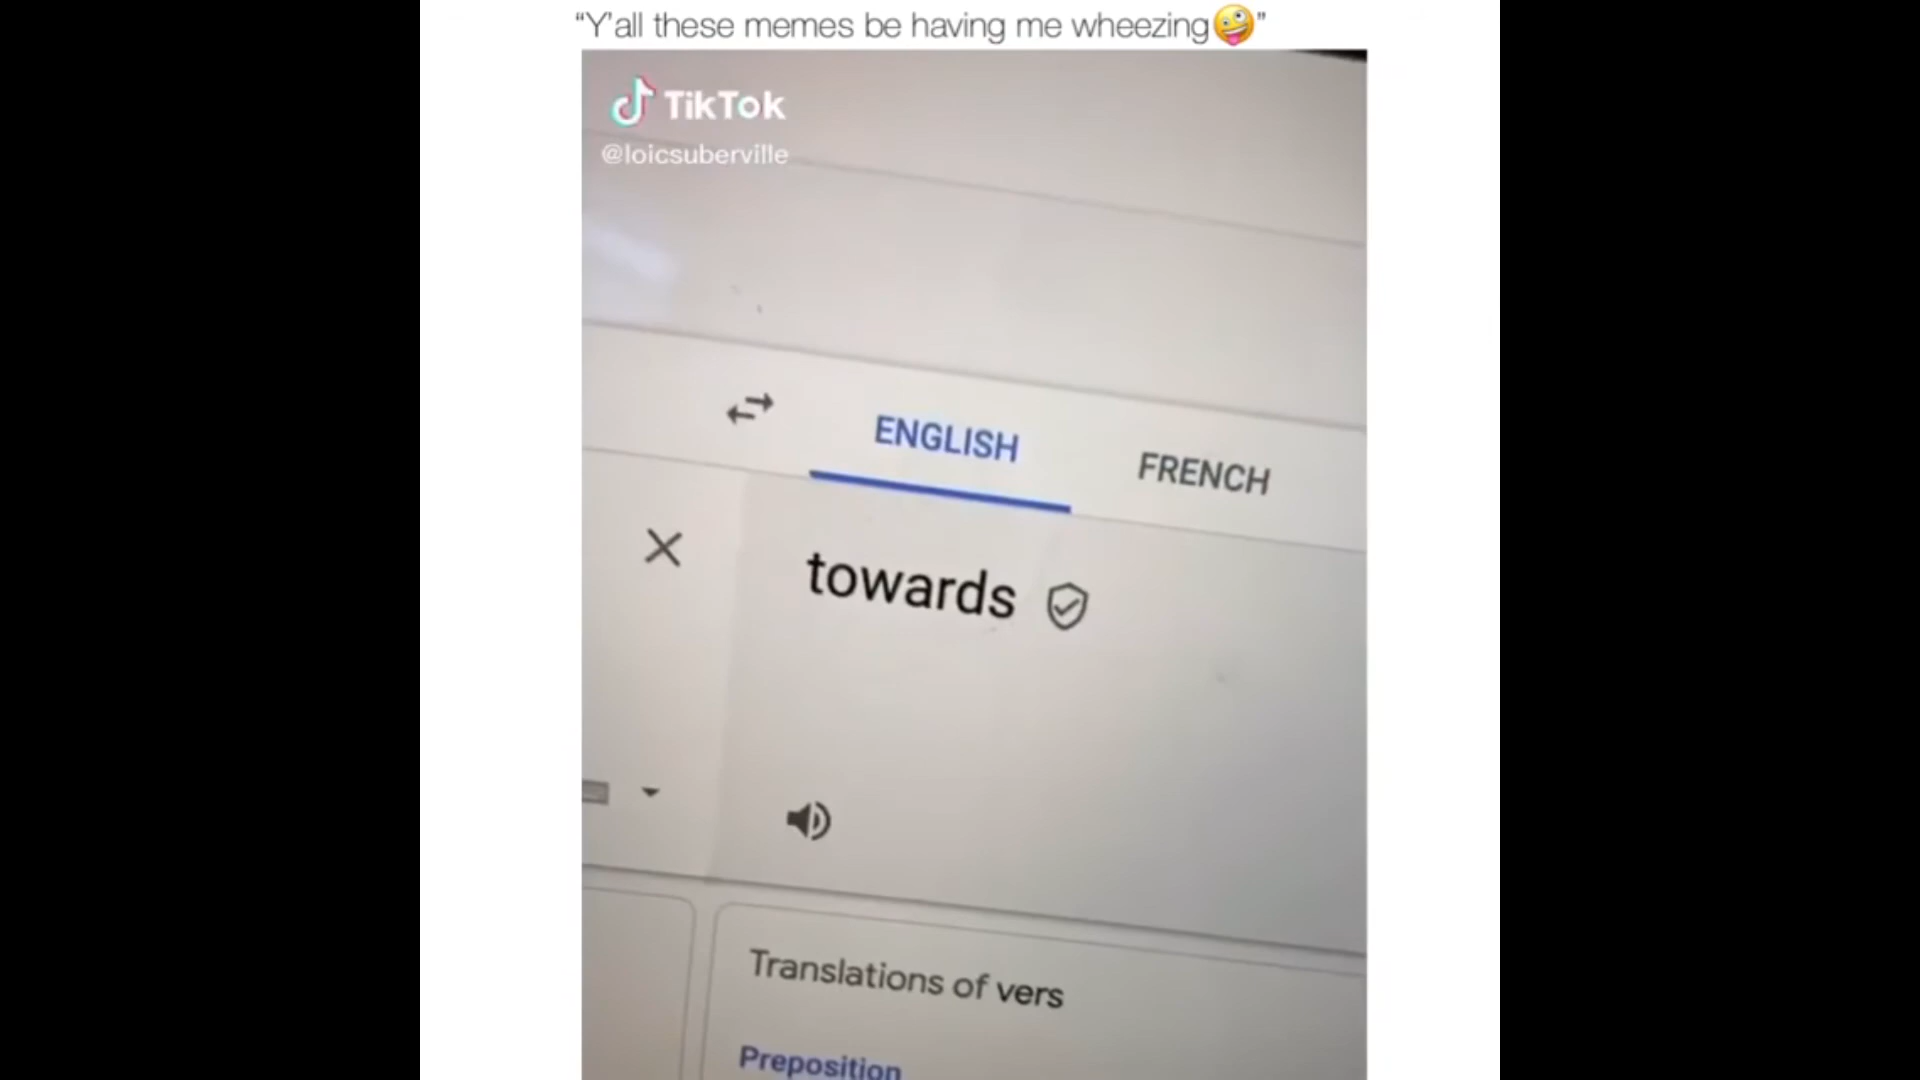 “Y'all these memes be having me wheezing🤪”
TikTok
@loicsuberville
ENGLISH FRENCH
towards
Translations of vers
Preposition